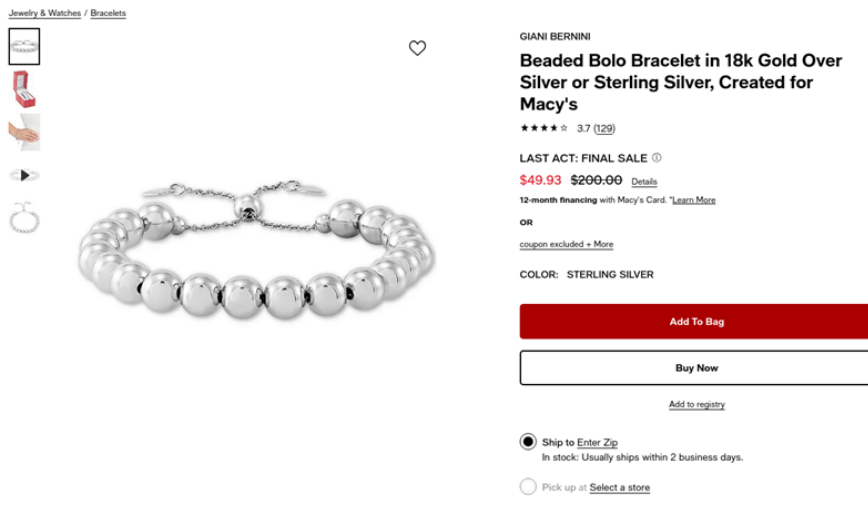 Jewelry & Watches / Bracelets
GIANI BERNINI
Beaded Bolo Bracelet in 18k Gold Over
Silver or Sterling Silver, Created for
Macy's
★★★★☆ 3.7 (129)
LAST ACT: FINAL SALE ⓘ
$49.93 $200.00 Details
12-month financing with Macy's Card. *Learn More
OR
coupon excluded + More
COLOR: STERLING SILVER
Add To Bag
Buy Now
Add to registry
Ship to Enter Zip
In stock: Usually ships within 2 business days.
Pick up at Select a store